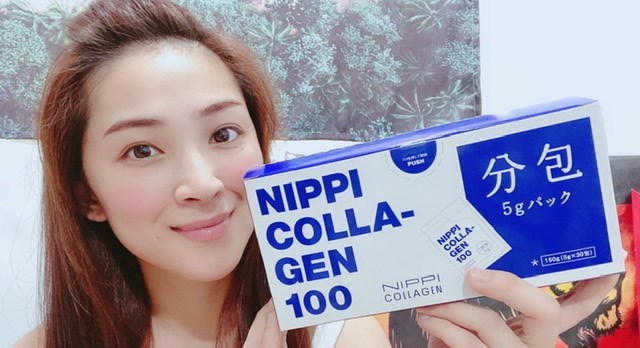 NIPPI
COLLA-
GEN
100
PUSH
分包
5gパック
NIPPI
COLLA-
GEN
100
NIPPI
COLLAGEN
* 150g(5g×30包)